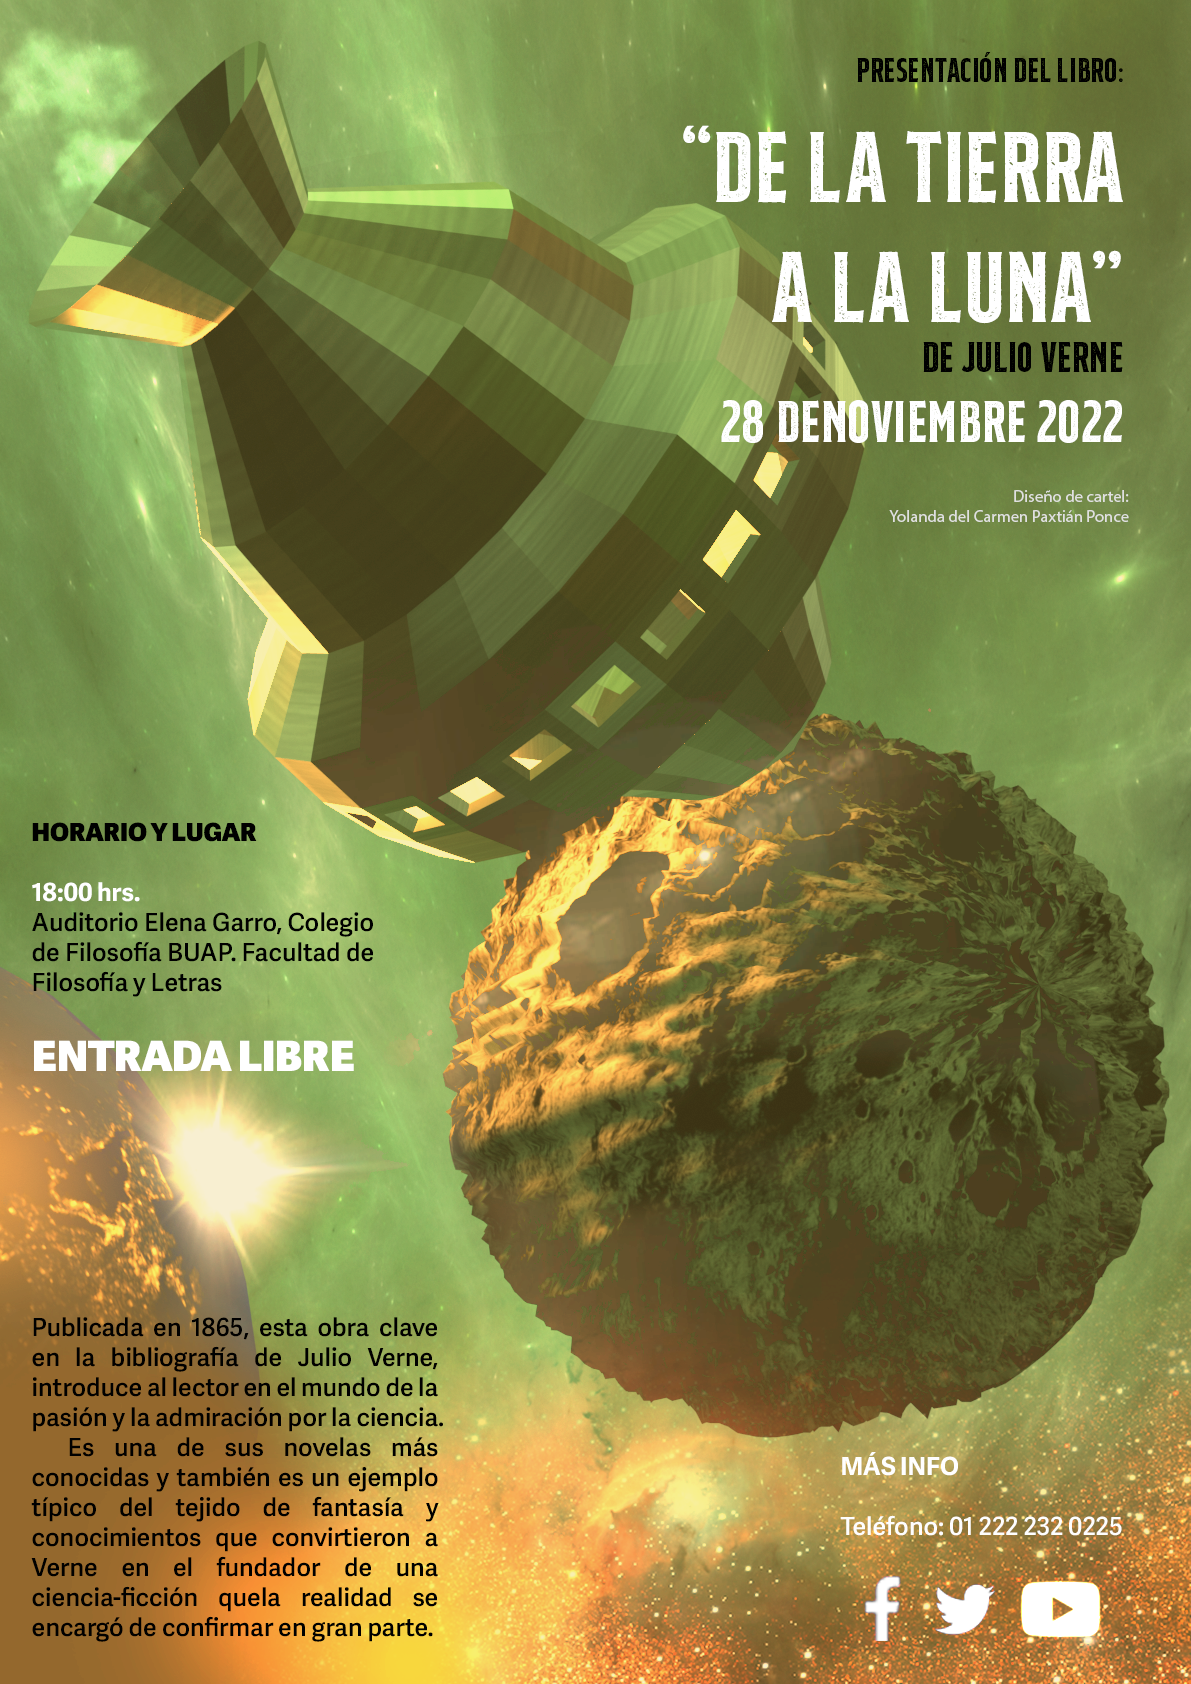 PRESENTACIÓN DEL LIBRO:
“DE LA TIERRA
A LA LUNA”
DE JULIO VERNE
28 DENOVIEMBRE 2022
Diseño de cartel:
Yolanda del Carmen Paxtián Ponce
HORARIO Y LUGAR
18:00 hrs.
Auditorio Elena Garro, Colegio
de Filosofía BUAP. Facultad de
Filosofía y Letras
ENTRADA LIBRE
Publicada en 1865, esta obra clave
en la bibliografía de Julio Verne,
introduce al lector en el mundo de la
pasión y la admiración por la ciencia.
Es una de sus novelas más
conocidas y también es un ejemplo
típico del tejido de fantasía y
conocimientos que convirtieron a
Verne en el fundador de una
ciencia-ficción quela realidad se
encargó de confirmar en gran parte.
MÁS INFO
Teléfono: 01 222 232 0225